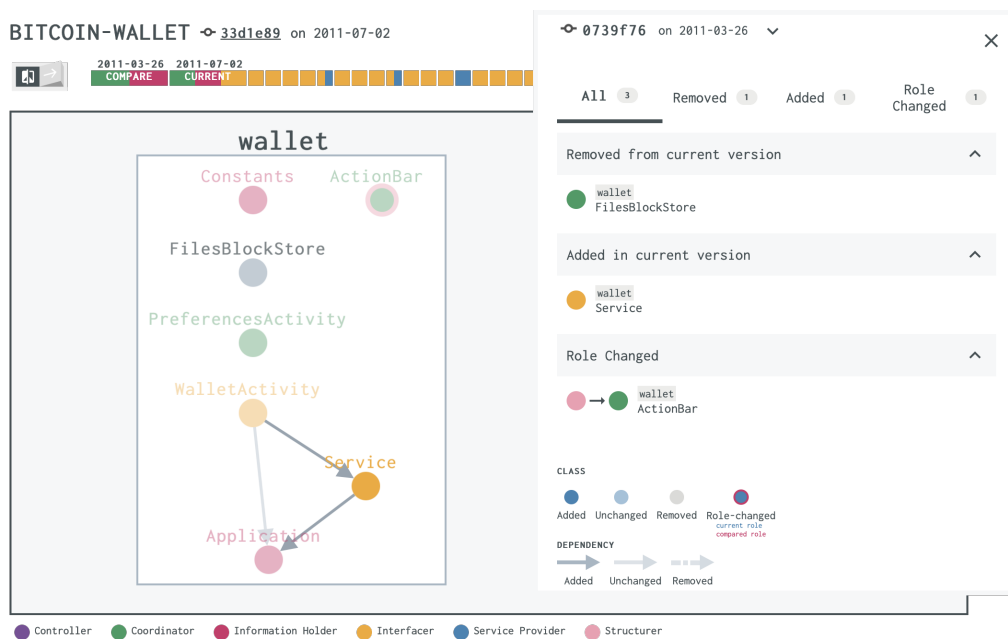 BITCOIN-WALLET 33d1e89 on 2011-07-02
2011-03-26 2011-07-02
COMPARE CURRENT
wallet
Constants ActionBar
FilesBlockStore
PreferencesActivity
WalletActivity
Service
Application
0739f76 on 2011-03-26
All 3 Removed 1 Added 1 Role Changed 1
Removed from current version
wallet
FilesBlockStore
Added in current version
wallet
Service
Role Changed
wallet
ActionBar
CLASS
Added Unchanged Removed Role-changed
current role
compared role
DEPENDENCY
Added Unchanged Removed
Controller Coordinator Information Holder Interfacer Service Provider Structurer